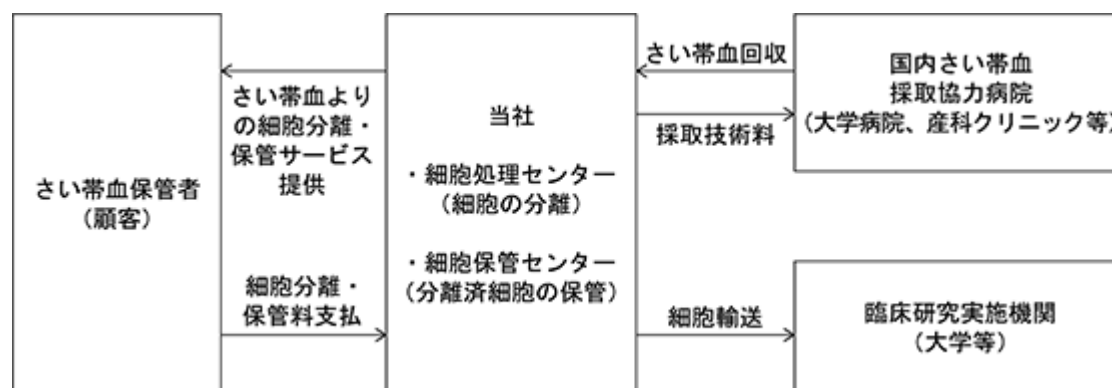 さい帯血保管者
（顧客）
さい帯血より
の細胞分離・
保管サービス
提供
細胞分離・
保管料支払
当社
・細胞処理センター
（細胞の分離）
・細胞保管センター
（分離済細胞の保管）
さい帯血回収
採取技術料
細胞輸送
国内さい帯血
採取協力病院
（大学病院、産科クリニック等）
臨床研究実施機関
（大学等）